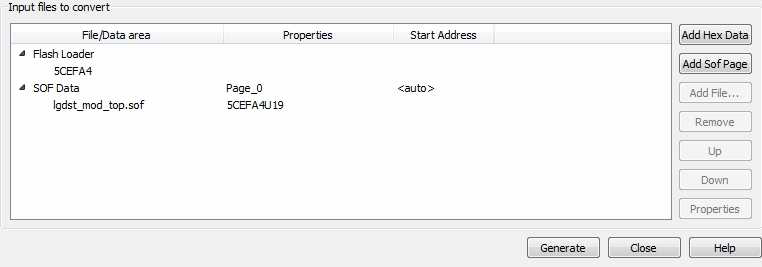 Input files to convert
File/Data area Properties Start Address
Flash Loader
5CEFA4
SOF Data Page_0 <auto>
lgdst_mod_top.sof 5CEFA4U19
Add Hex Data
Add Sof Page
Add File...
Remove
Up
Down
Properties
Generate Close Help